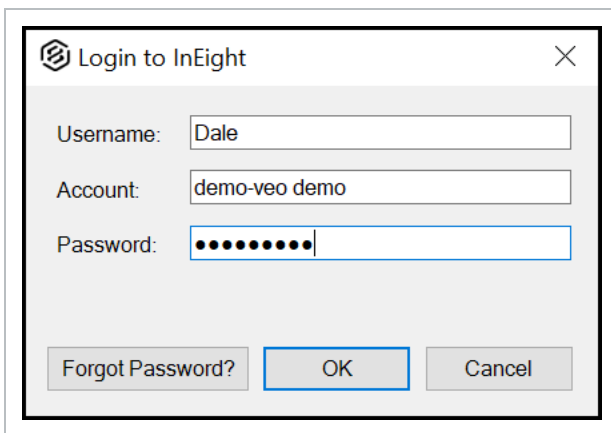 Login to InEight
Username: Dale
Account: demo-veo demo
Password: ●●●●●●●●●
Forgot Password? OK Cancel